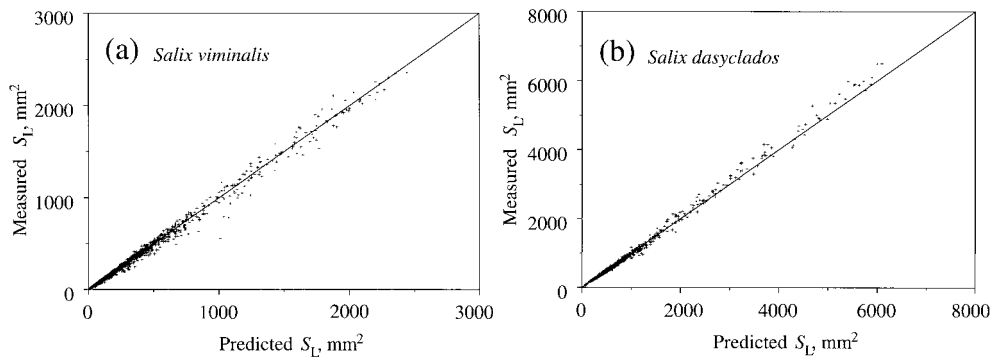 (a) Salix viminalis
Measured S_L, mm²
3000
2000
1000
0
0 1000 2000 3000
Predicted S_L, mm²
(b) Salix dasyclados
Measured S_L, mm²
8000
6000
4000
2000
0
0 2000 4000 6000 8000
Predicted S_L, mm²